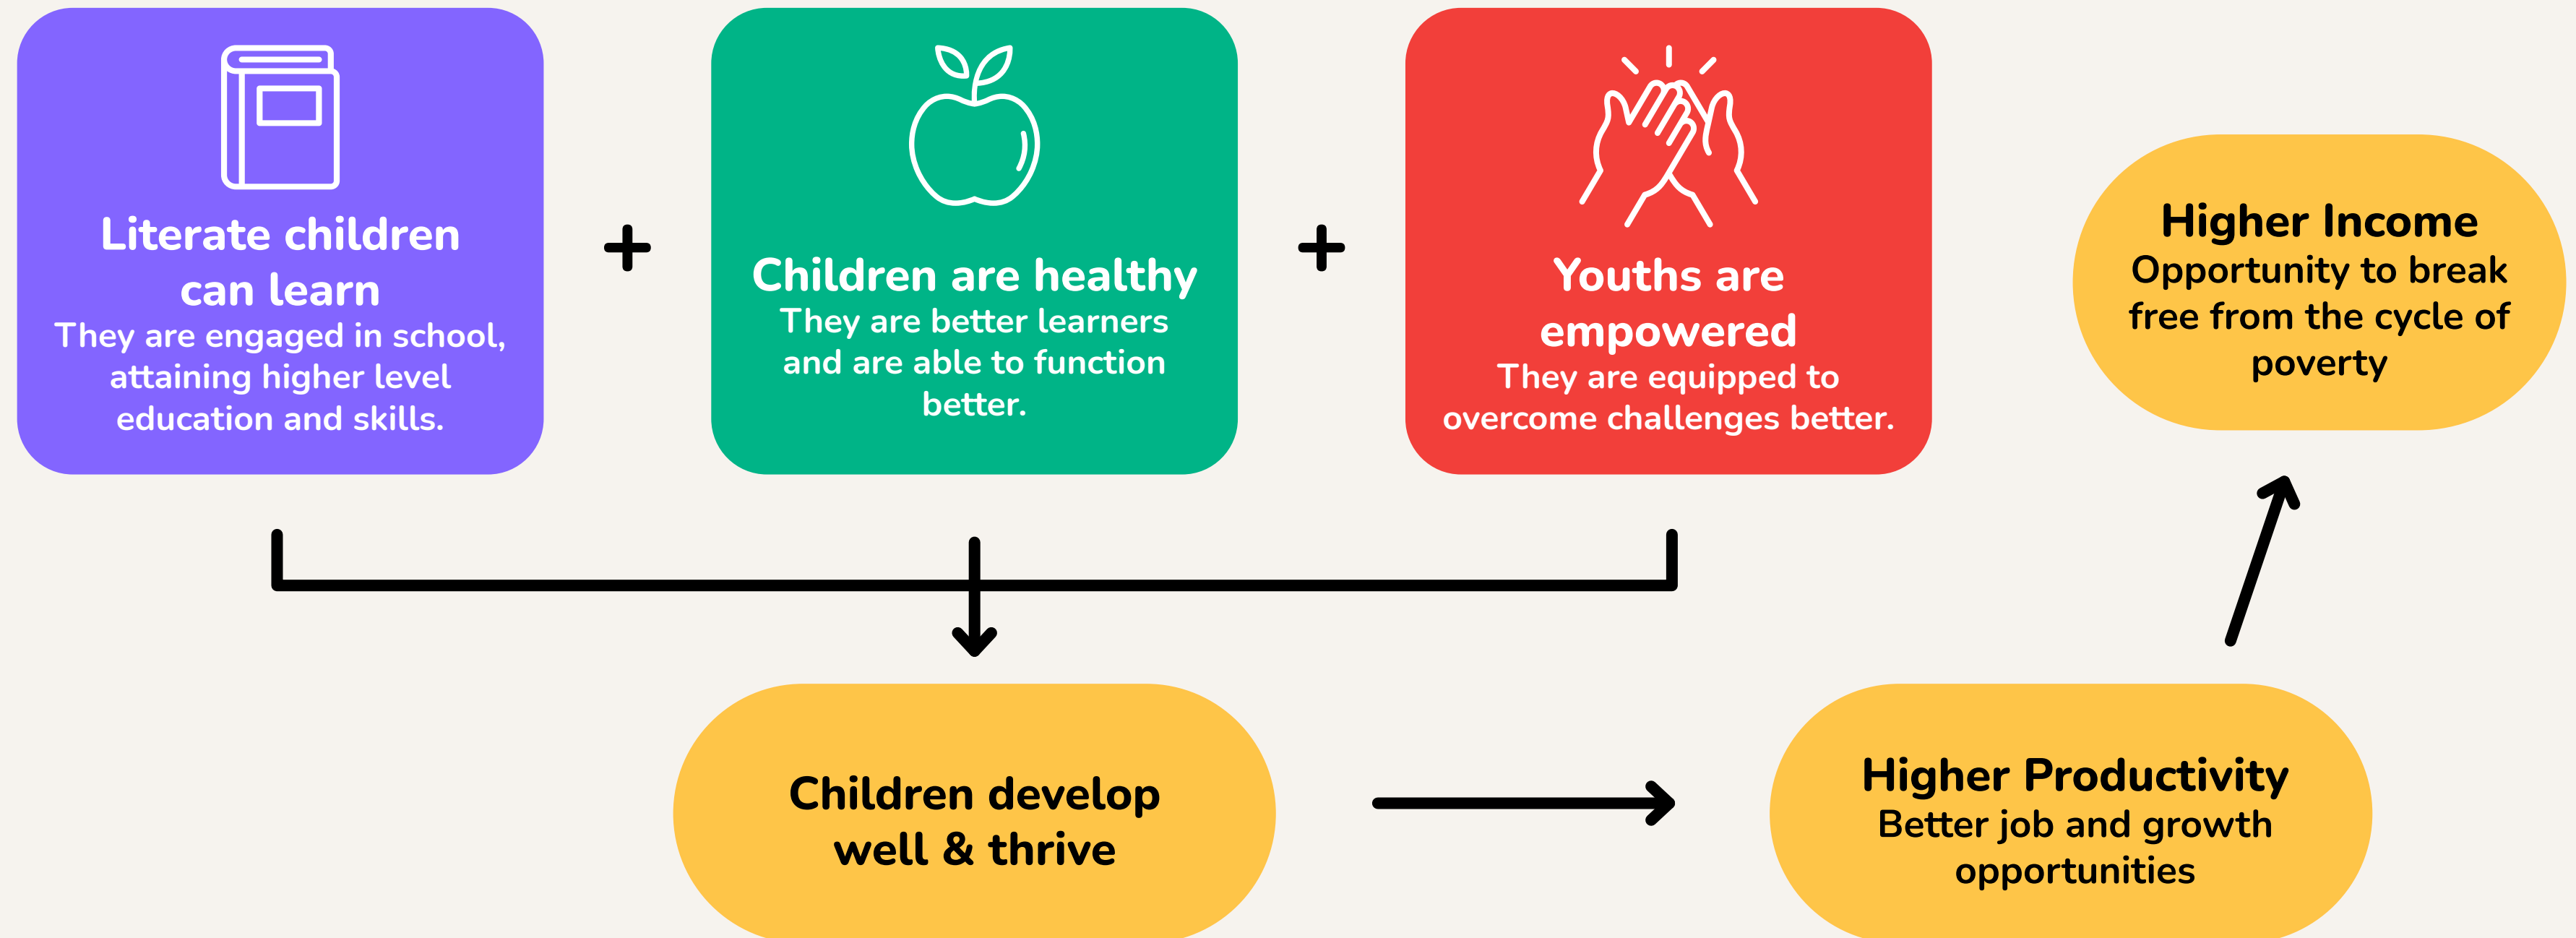 Literate children
can learn
They are engaged in school,
attaining higher level
education and skills.
+
Children are healthy
They are better learners
and are able to function
better.
+
Youths are
empowered
They are equipped to
overcome challenges better.
Children develop
well & thrive
Higher Productivity
Better job and growth
opportunities
Higher Income
Opportunity to break
free from the cycle of
poverty